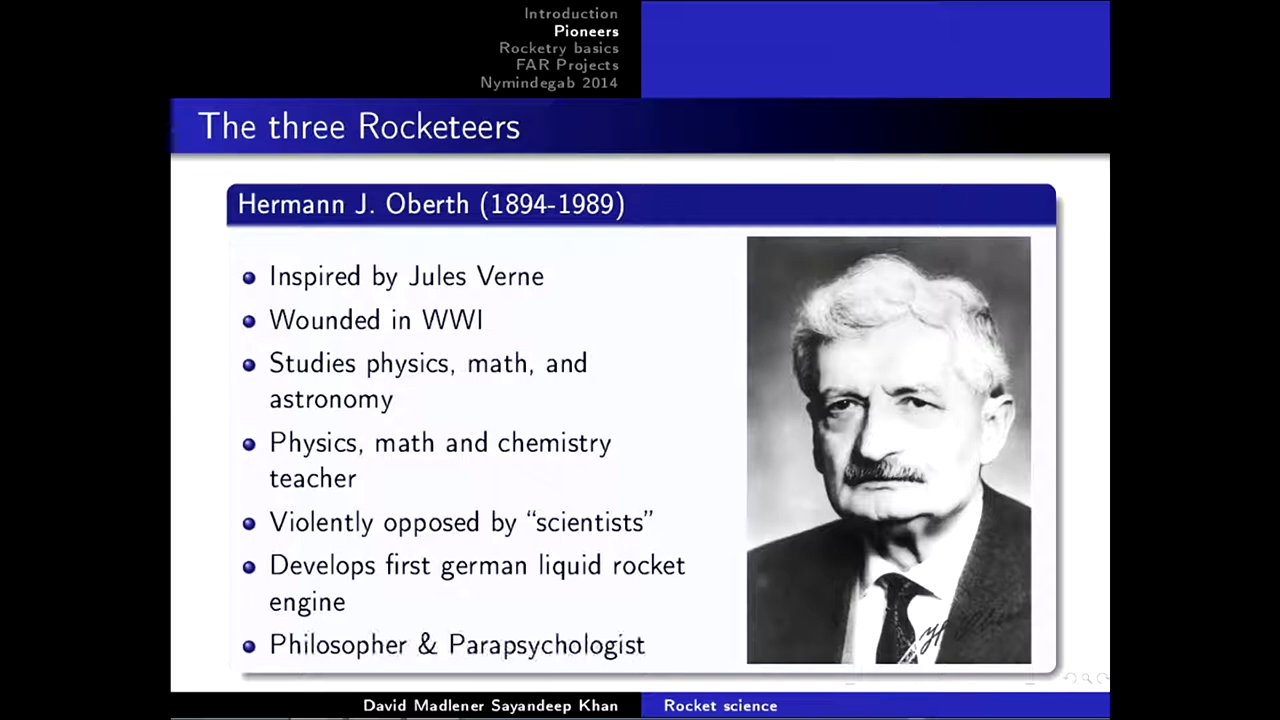 Introduction
Pioneers
Rocketry basics
FAR Projects
Nymindegab 2014
The three Rocketeers
Hermann J. Oberth (1894-1989)
Inspired by Jules Verne
Wounded in WWI
Studies physics, math, and
astronomy
Physics, math and chemistry
teacher
Violently opposed by “scientists”
Develops first german liquid rocket
engine
Philosopher & Parapsychologist
David Madlener Sayandeep Khan
Rocket science